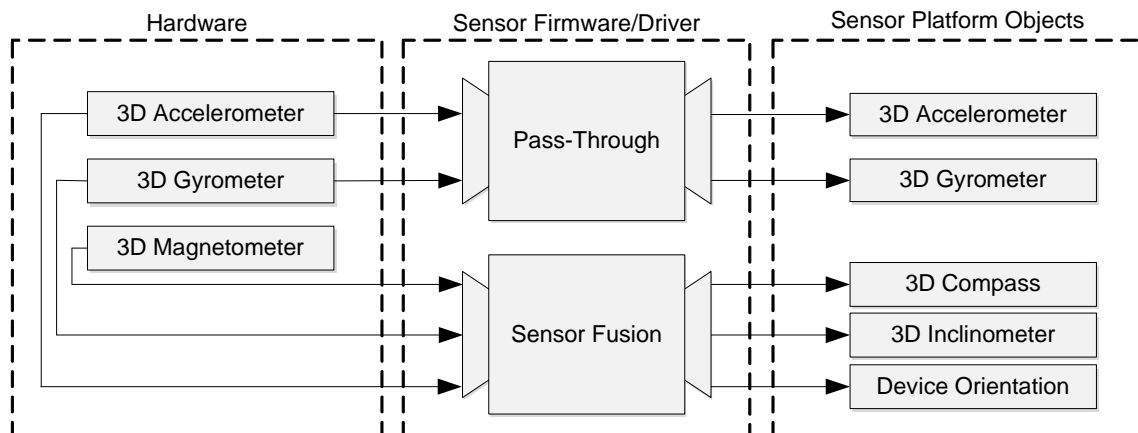 Hardware
Sensor Firmware/Driver
Sensor Platform Objects
3D Accelerometer
3D Gyrometer
3D Magnetometer
Pass-Through
Sensor Fusion
3D Accelerometer
3D Gyrometer
3D Compass
3D Inclinometer
Device Orientation